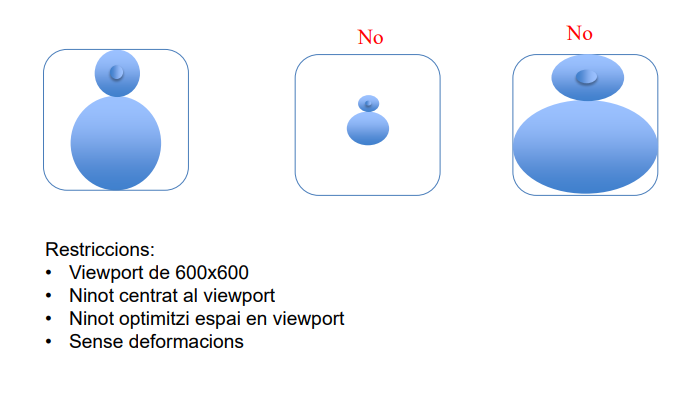 No
No
Restriccions:
• Viewport de 600x600
• Ninot centrat al viewport
• Ninot optimitzi espai en viewport
• Sense deformacions